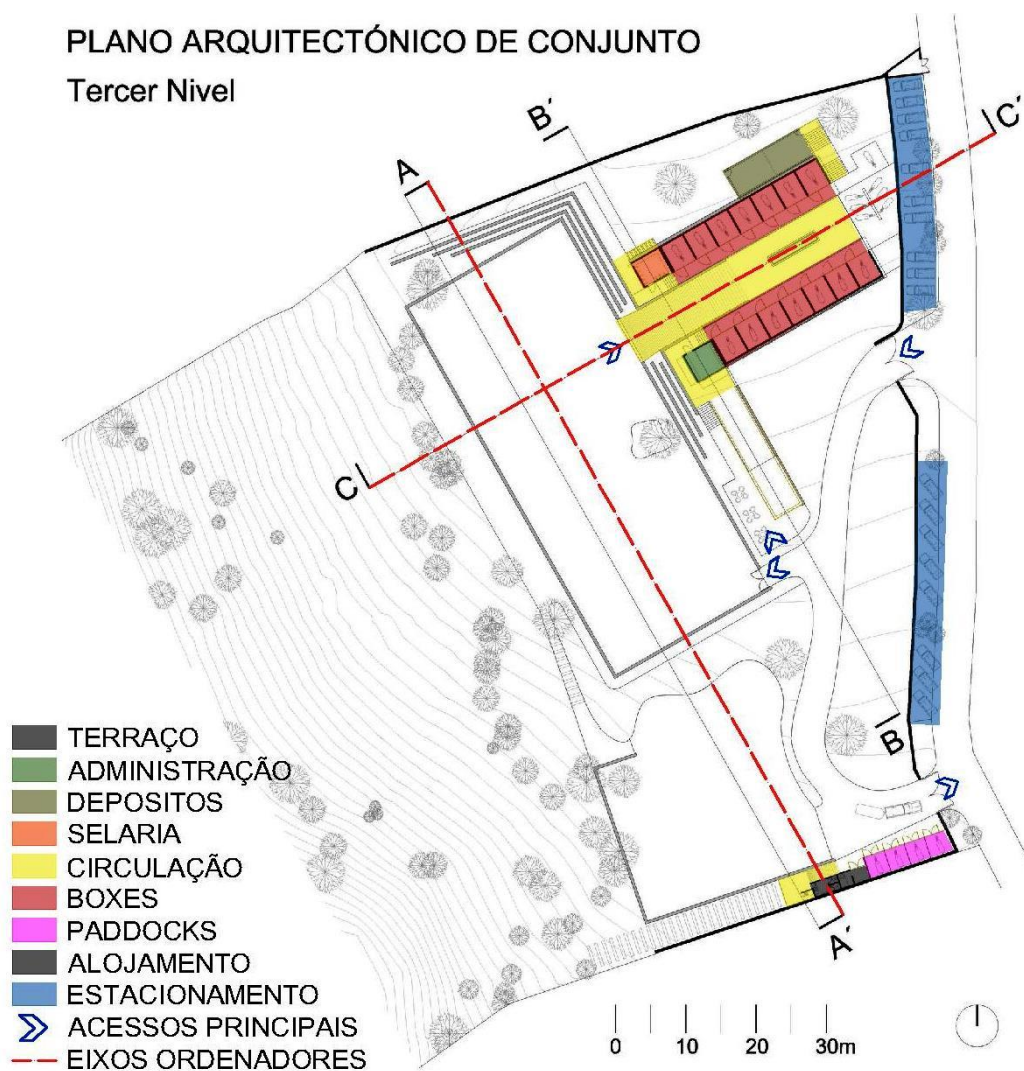 PLANO ARQUITECTÓNICO DE CONJUNTO
Tercer Nivel
B´
C´
A
C
B
A´
TERRAÇO
ADMINISTRAÇÃO
DEPOSITOS
SELARIA
CIRCULAÇÃO
BOXES
PADDOCKS
ALOJAMENTO
ESTACIONAMENTO
ACESSOS PRINCIPAIS
EIXOS ORDENADORES
0 10 20 30m